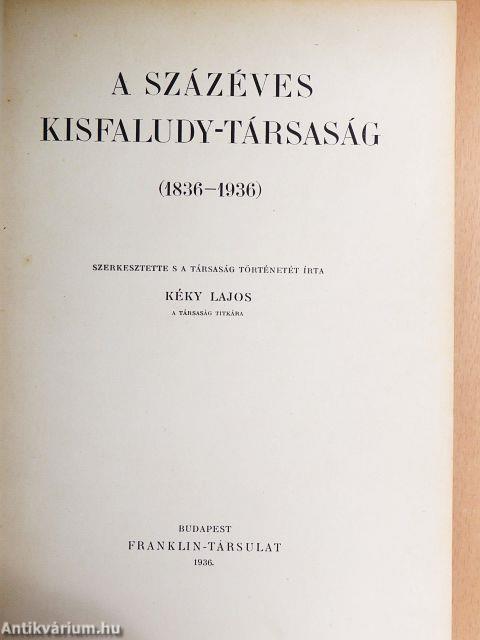 A SZÁZÉVES
KISFALUDY-TÁRSASÁG
(1836–1936)
SZERKESZTETTE S A TÁRSASÁG TÖRTÉNETÉT ÍRTA
KÉKY LAJOS
A TÁRSASÁG TITKÁRA
BUDAPEST
FRANKLIN-TÁRSULAT
1936.
Antikvárium.hu